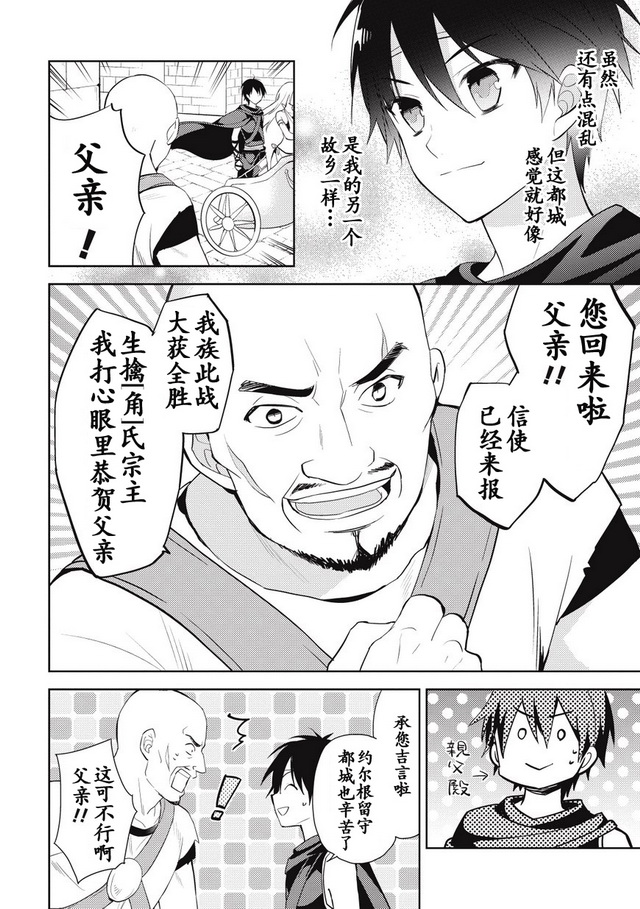 虽然
还有点混乱
但这都城
感觉就好像
是我的另一个
故乡一样…
父亲！
您回来啦
父亲!!
信使
已经来报
我族此战
大获全胜
生擒角氏宗主
我打心眼里恭贺父亲
親父殿
承您吉言啦
约尔根留守
都城也辛苦了
!
这可不行啊
父亲!!